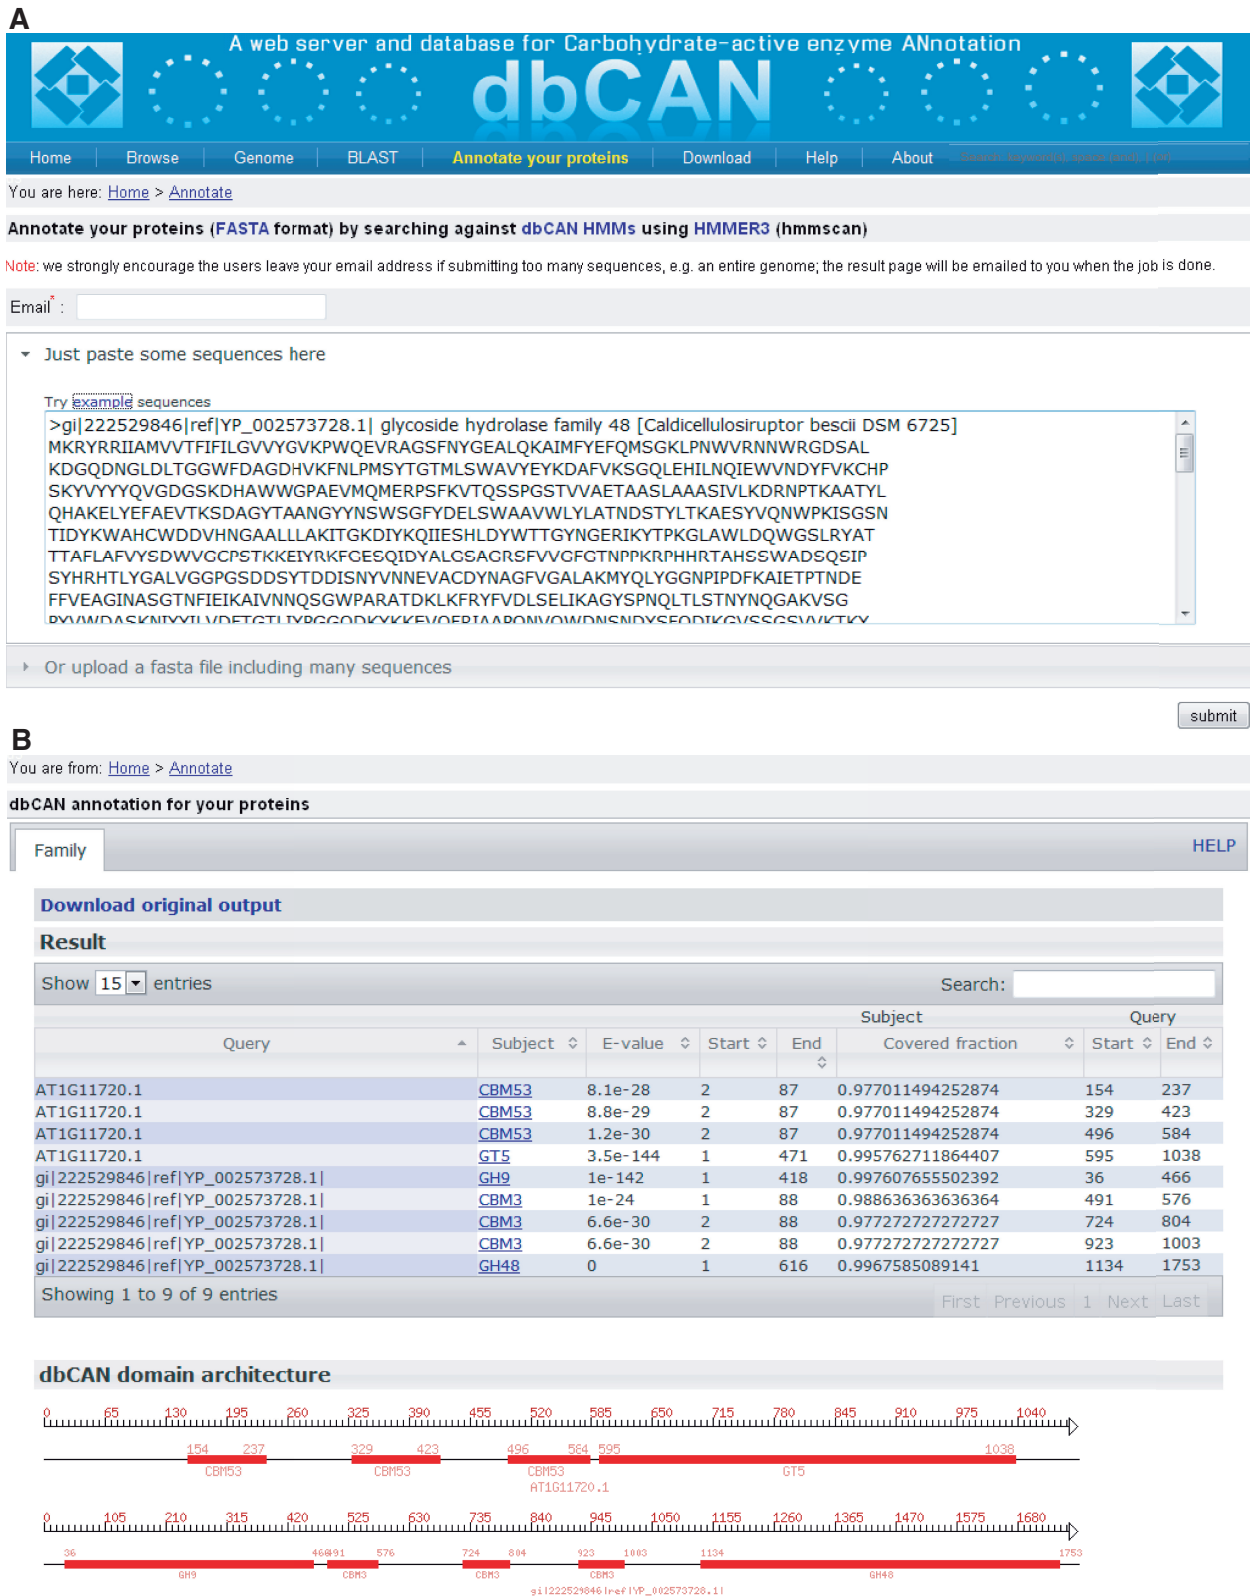 A
A web server and database for Carbohydrate-active enzyme ANnotation
dbCAN
Home Browse Genome BLAST Annotate your proteins Download Help About
You are here: Home > Annotate
Annotate your proteins (FASTA format) by searching against dbCAN HMMs using HMMER3 (hmmscan)
Note: we strongly encourage the users leave your email address if submitting too many sequences, e.g. an entire genome; the result page will be emailed to you when the job is done.
Email* :
Just paste some sequences here
Try example sequences
>gi|222529846|ref|YP_002573728.1| glycoside hydrolase family 48 [Caldicellulosiruptor bescii DSM 6725]
MKRYRRIIAMVVTFIFILGVVYGVKPWQEVRAGSFNYGEALQKAIMFYEFQMSGKLPNWVRNNWRGDSAL
KDGQDNGLDLTGGWFDAGDHVKFNLPMSYTGTMLSWAVYEYKDAFVKSGQLEHILNQIEWVNDYFVKCHP
SKYVYYYQVGDGSKDHAWWGPAEVMQMERPSFKVTQSSPGSTVVAETAASLAAASIVLKDRNPTKAATYL
QHAKELYEFAEVTKSDAGYTAANGYYNSWSGFYDELSWAAVWLYLATNDSTYLTKAESYVQNWPKISGSN
TIDYKWAHCWDDVHNGAALLLAKITGKDIYKQIIESHLDYWTTGYNGERIKYTPKGLAWLDQWGSLRYAT
TTAFLAFVYSDWVGCPSTKKEIYRKFGESQIDYALGSAGRSFVVGFGTNPPKRPHHRTAHSSWADSQSIP
SYHRHTLYGALVGGPGSDDSYTDDISNYVNNEVACDYNAGFVGALAKMYQLYGGNPIPDFKAIETPTNDE
FFVEAGINASGTNFIEIKAIVNNQSGWPARATDKLKFRYFVDLSELIKAGYSPNQLTLSTNYNQGAKVSG
PYVWDASKNIYYILVDFTGTLIYPGGQDKYKKEVQFRIAAPQNVQWDNSNDYSFQDIKGVSSGSVVKTKY
Or upload a fasta file including many sequences
submit
B
You are from: Home > Annotate
dbCAN annotation for your proteins
Family HELP
Download original output
Result
Show 15 entries Search:
Subject Query
Query Subject E-value Start End Covered fraction Start End
AT1G11720.1 CBM53 8.1e-28 2 87 0.977011494252874 154 237
AT1G11720.1 CBM53 8.8e-29 2 87 0.977011494252874 329 423
AT1G11720.1 CBM53 1.2e-30 2 87 0.977011494252874 496 584
AT1G11720.1 GT5 3.5e-144 1 471 0.995762711864407 595 1038
gi|222529846|ref|YP_002573728.1| GH9 1e-142 1 418 0.997607655502392 36 466
gi|222529846|ref|YP_002573728.1| CBM3 1e-24 1 88 0.988636363636364 491 576
gi|222529846|ref|YP_002573728.1| CBM3 6.6e-30 2 88 0.977272727272727 724 804
gi|222529846|ref|YP_002573728.1| CBM3 6.6e-30 2 88 0.977272727272727 923 1003
gi|222529846|ref|YP_002573728.1| GH48 0 1 616 0.9967585089141 1134 1753
Showing 1 to 9 of 9 entries First Previous 1 Next Last
dbCAN domain architecture
0 65 130 195 260 325 390 455 520 585 650 715 780 845 910 975 1040
154 237 329 423 496 584 595 1038
CBM53 CBM53 CBM53 GT5
AT1G11720.1
0 105 210 315 420 525 630 735 840 945 1050 1155 1260 1365 1470 1575 1680
36 466 491 576 724 804 923 1003 1134 1753
GH9 CBM3 CBM3 CBM3 GH48
gi|222529846|ref|YP_002573728.1|